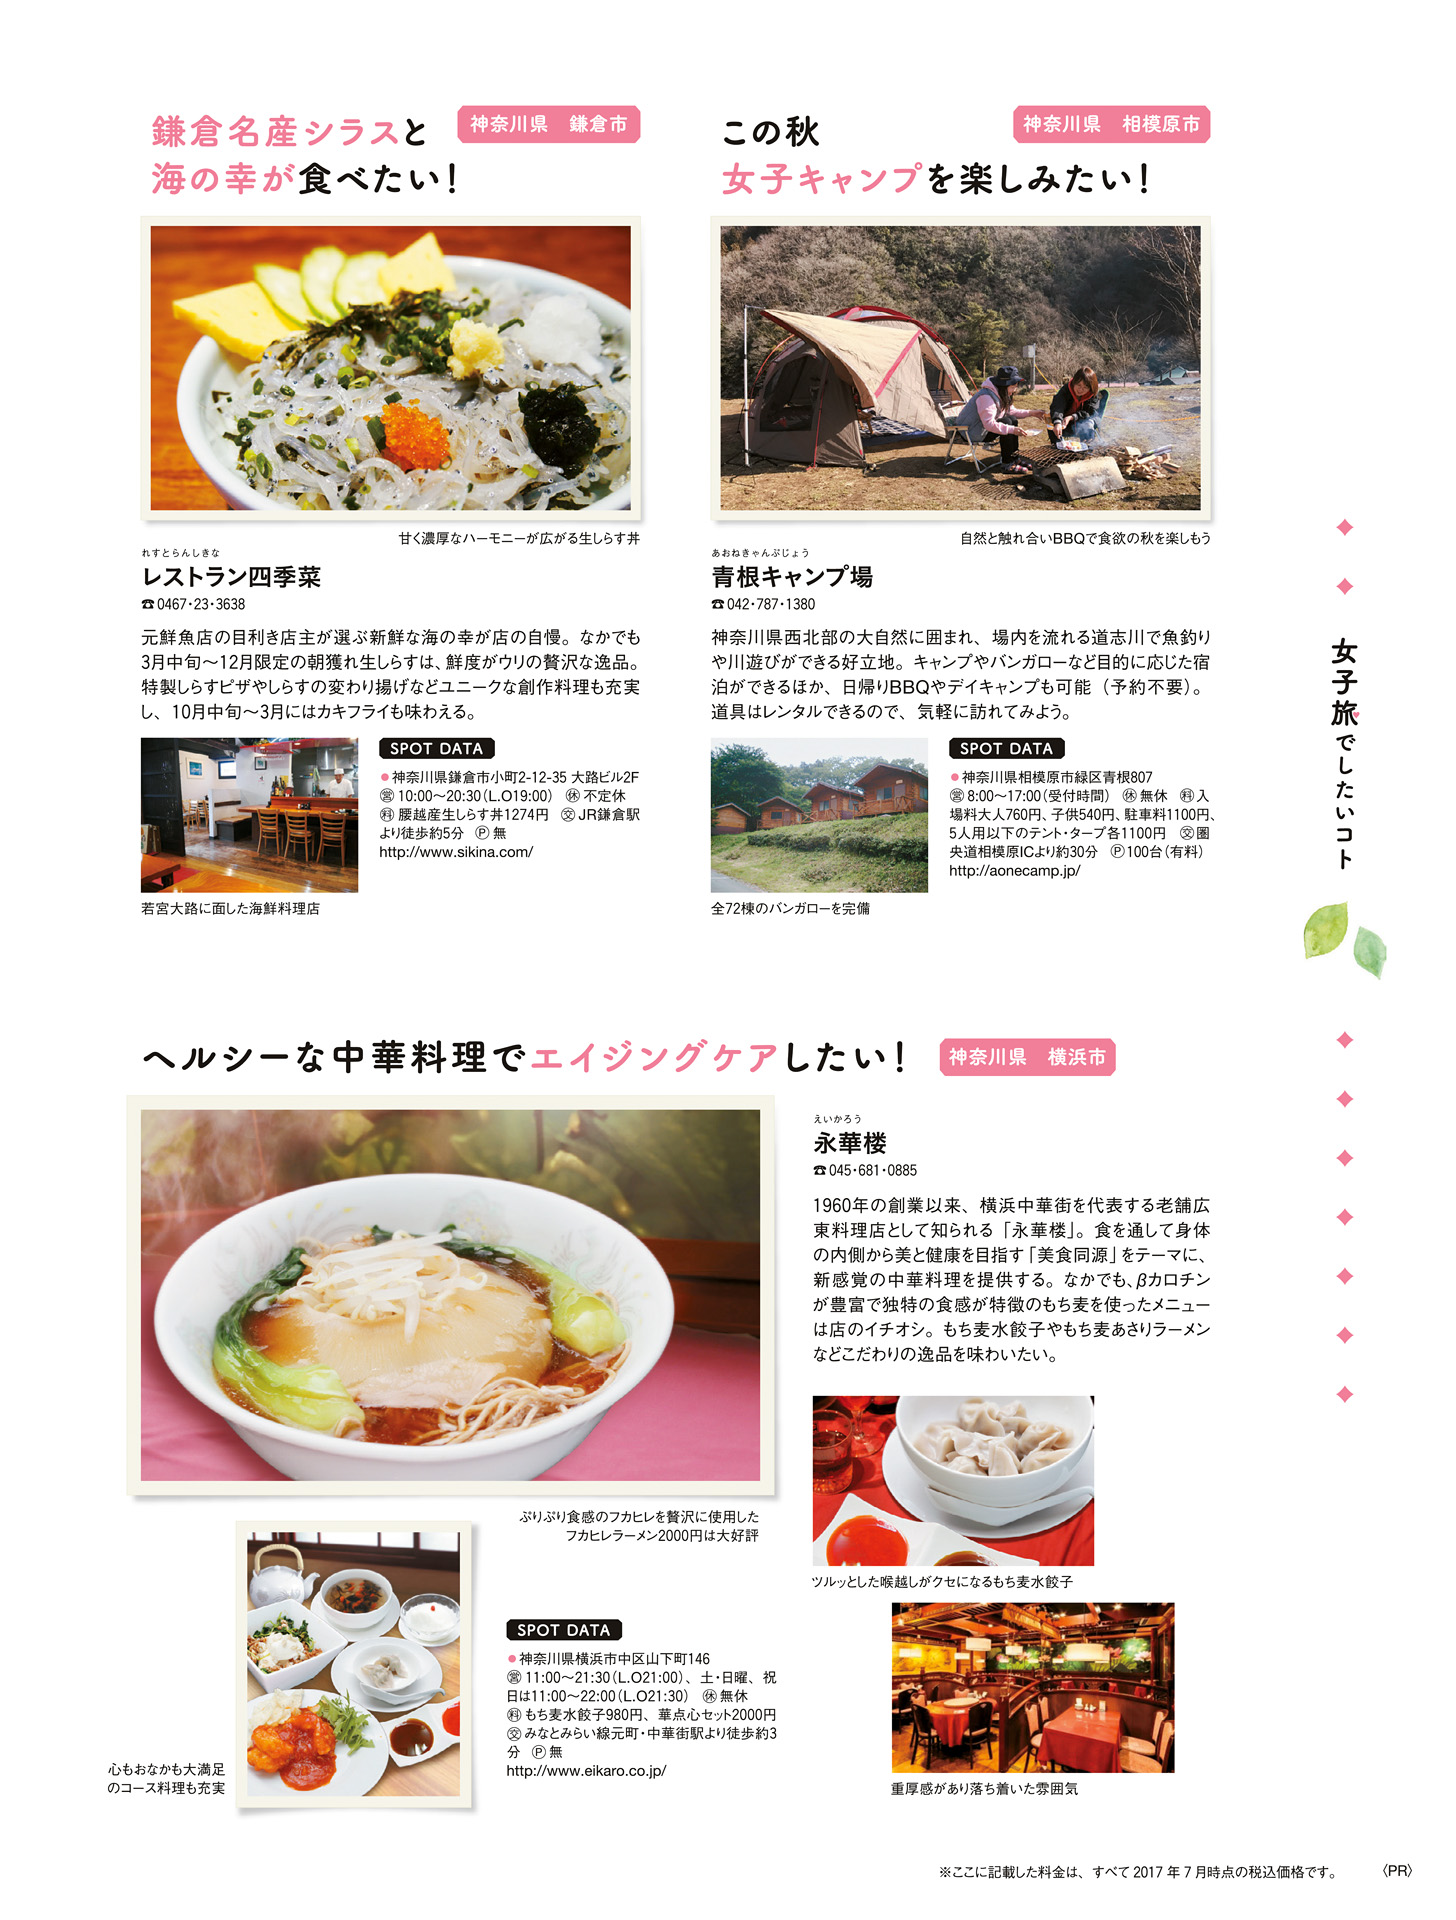 鎌倉名産シラスと
海の幸が食べたい！
神奈川県　鎌倉市
甘く濃厚なハーモニーが広がる生しらす丼
れすとらんしきな
レストラン四季菜
☎0467・23・3638
元鮮魚店の目利き店主が選ぶ新鮮な海の幸が店の自慢。なかでも
3月中旬〜12月限定の朝獲れ生しらすは、鮮度がウリの贅沢な逸品。
特製しらすピザやしらすの変わり揚げなどユニークな創作料理も充実
し、10月中旬〜3月にはカキフライも味わえる。
若宮大路に面した海鮮料理店
SPOT DATA
●神奈川県鎌倉市小町2-12-35 大路ビル2F
㊡営 10:00〜20:30（L.O19:00）　㊡不定休
料 腰越産生しらす丼1274円　交JR鎌倉駅
より徒歩約5分　Ⓟ無
http://www.sikina.com/
この秋
女子キャンプを楽しみたい！
神奈川県　相模原市
自然と触れ合いBBQで食欲の秋を楽しもう
あおねきゃんぷじょう
青根キャンプ場
☎042・787・1380
神奈川県西北部の大自然に囲まれ、場内を流れる道志川で魚釣り
や川遊びができる好立地。キャンプやバンガローなど目的に応じた宿
泊ができるほか、日帰りBBQやデイキャンプも可能（予約不要）。
道具はレンタルできるので、気軽に訪れてみよう。
全72棟のバンガローを完備
SPOT DATA
●神奈川県相模原市緑区青根807
営8:00〜17:00（受付時間）　㊡無休　料入
場料大人760円、子供540円、駐車料1100円、
5人用以下のテント・タープ各1100円　交圏
央道相模原ICより約30分　Ⓟ100台（有料）
http://aonecamp.jp/
女子旅でしたいコト
ヘルシーな中華料理でエイジングケアしたい！
神奈川県　横浜市
ぷりぷり食感のフカヒレを贅沢に使用した
フカヒレラーメン2000円は大好評
えいかろう
永華楼
☎045・681・0885
1960年の創業以来、横浜中華街を代表する老舗広
東料理店として知られる「永華楼」。食を通して身体
の内側から美と健康を目指す「美食同源」をテーマに、
新感覚の中華料理を提供する。なかでも、βカロチン
が豊富で独特の食感が特徴のもち麦を使ったメニュー
は店のイチオシ。もち麦水餃子やもち麦あさりラーメン
などこだわりの逸品を味わいたい。
ツルッとした喉越しがクセになるもち麦水餃子
心もおなかも大満足
のコース料理も充実
SPOT DATA
●神奈川県横浜市中区山下町146
営 11:00〜21:30（L.O21:00）、土・日曜、祝
日は11:00〜22:00（L.O21:30）　㊡無休
料もち麦水餃子980円、華点心セット2000円
交みなとみらい線元町・中華街駅より徒歩約3
分　Ⓟ無
http://www.eikaro.co.jp/
重厚感があり落ち着いた雰囲気
※ここに記載した料金は、すべて2017年7月時点の税込価格です。
〈PR〉